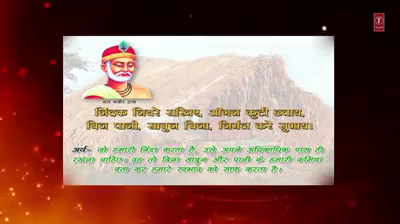 संत कबीर दास
निंदक नियरे राखिए, आँगन कुटी छवाय,
बिन पानी, साबुन बिना, निर्मल करे सुभाय।
अर्थ- जो हमारी निंदा करता है, उसे अपने अधिकाधिक पास ही
रखना चाहिए। वह तो बिना साबुन और पानी के हमारी कमियां
बता कर हमारे स्वभाव को साफ करता है।